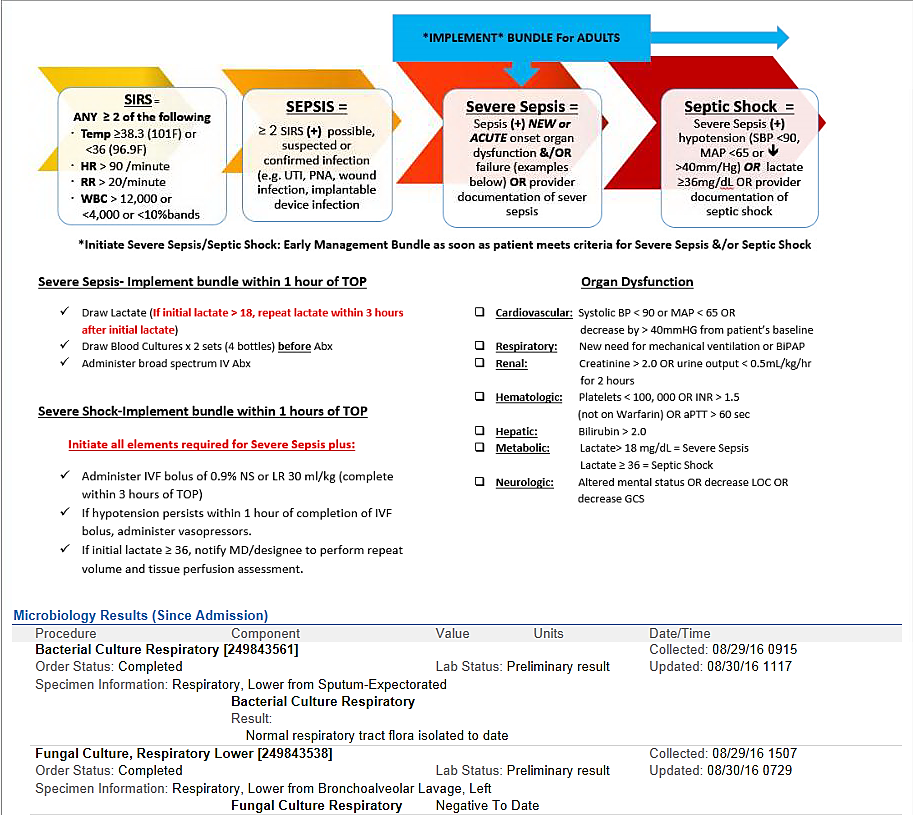 *IMPLEMENT* BUNDLE For ADULTS
SIRS =
ANY ≥ 2 of the following
· Temp ≥38.3 (101F) or
<36 (96.9F)
· HR > 90 /minute
· RR > 20/minute
· WBC > 12,000 or
<4,000 or <10%bands
SEPSIS =
≥ 2 SIRS (+) possible,
suspected or
confirmed infection
(e.g. UTI, PNA, wound
infection, implantable
device infection
Severe Sepsis =
Sepsis (+) NEW or
ACUTE onset organ
dysfunction &/OR
failure (examples
below) OR provider
documentation of sever
sepsis
Septic Shock =
Severe Sepsis (+)
hypotension (SBP <90,
MAP <65 or ↓
>40mm/Hg) OR lactate
≥36mg/dL OR provider
documentation of
septic shock
*Initiate Severe Sepsis/Septic Shock: Early Management Bundle as soon as patient meets criteria for Severe Sepsis &/or Septic Shock
Severe Sepsis- Implement bundle within 1 hour of TOP
✓ Draw Lactate (If initial lactate > 18, repeat lactate within 3 hours
after initial lactate)
✓ Draw Blood Cultures x 2 sets (4 bottles) before Abx
✓ Administer broad spectrum IV Abx
Severe Shock-Implement bundle within 1 hours of TOP
Initiate all elements required for Severe Sepsis plus:
✓ Administer IVF bolus of 0.9% NS or LR 30 ml/kg (complete
within 3 hours of TOP)
✓ If hypotension persists within 1 hour of completion of IVF
bolus, administer vasopressors.
✓ If initial lactate ≥ 36, notify MD/designee to perform repeat
volume and tissue perfusion assessment.
Organ Dysfunction
❑ Cardiovascular: Systolic BP < 90 or MAP < 65 OR
decrease by > 40mmHG from patient's baseline
❑ Respiratory: New need for mechanical ventilation or BiPAP
❑ Renal: Creatinine > 2.0 OR urine output < 0.5mL/kg/hr
for 2 hours
❑ Hematologic: Platelets < 100, 000 OR INR > 1.5
(not on Warfarin) OR aPTT > 60 sec
❑ Hepatic: Bilirubin > 2.0
❑ Metabolic: Lactate> 18 mg/dL = Severe Sepsis
Lactate ≥ 36 = Septic Shock
❑ Neurologic: Altered mental status OR decrease LOC OR
decrease GCS
Microbiology Results (Since Admission)
Procedure Component Value Units Date/Time
Bacterial Culture Respiratory [249843561] Collected: 08/29/16 0915
Order Status: Completed Lab Status: Preliminary result Updated: 08/30/16 1117
Specimen Information: Respiratory, Lower from Sputum-Expectorated
Bacterial Culture Respiratory
Result:
Normal respiratory tract flora isolated to date
Fungal Culture, Respiratory Lower [249843538] Collected: 08/29/16 1507
Order Status: Completed Lab Status: Preliminary result Updated: 08/30/16 0729
Specimen Information: Respiratory, Lower from Bronchoalveolar Lavage, Left
Fungal Culture Respiratory Negative To Date